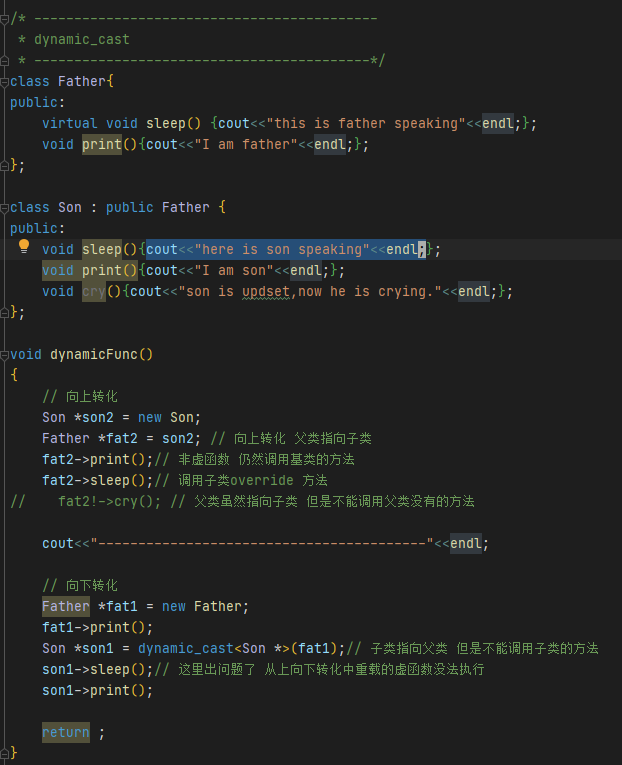 /* -------------------------------------------
 * dynamic_cast
 * ------------------------------------------*/
class Father{
public:
    virtual void sleep() {cout<<"this is father speaking"<<endl;};
    void print(){cout<<"I am father"<<endl;};
};
class Son : public Father {
public:
    void sleep(){cout<<"here is son speaking"<<endl;};
    void print(){cout<<"I am son"<<endl;};
    void cry(){cout<<"son is updset,now he is crying."<<endl;};
};
void dynamicFunc()
{
    // 向上转化
    Son *son2 = new Son;
    Father *fat2 = son2; // 向上转化 父类指向子类
    fat2->print();// 非虚函数 仍然调用基类的方法
    fat2->sleep();// 调用子类override 方法
//    fat2!->cry(); // 父类虽然指向子类 但是不能调用父类没有的方法
    cout<<"-----------------------------------------"<<endl;
    // 向下转化
    Father *fat1 = new Father;
    fat1->print();
    Son *son1 = dynamic_cast<Son *>(fat1);// 子类指向父类 但是不能调用子类的方法
    son1->sleep();// 这里出问题了 从上向下转化中重载的虚函数没法执行
    son1->print();
    return ;
}